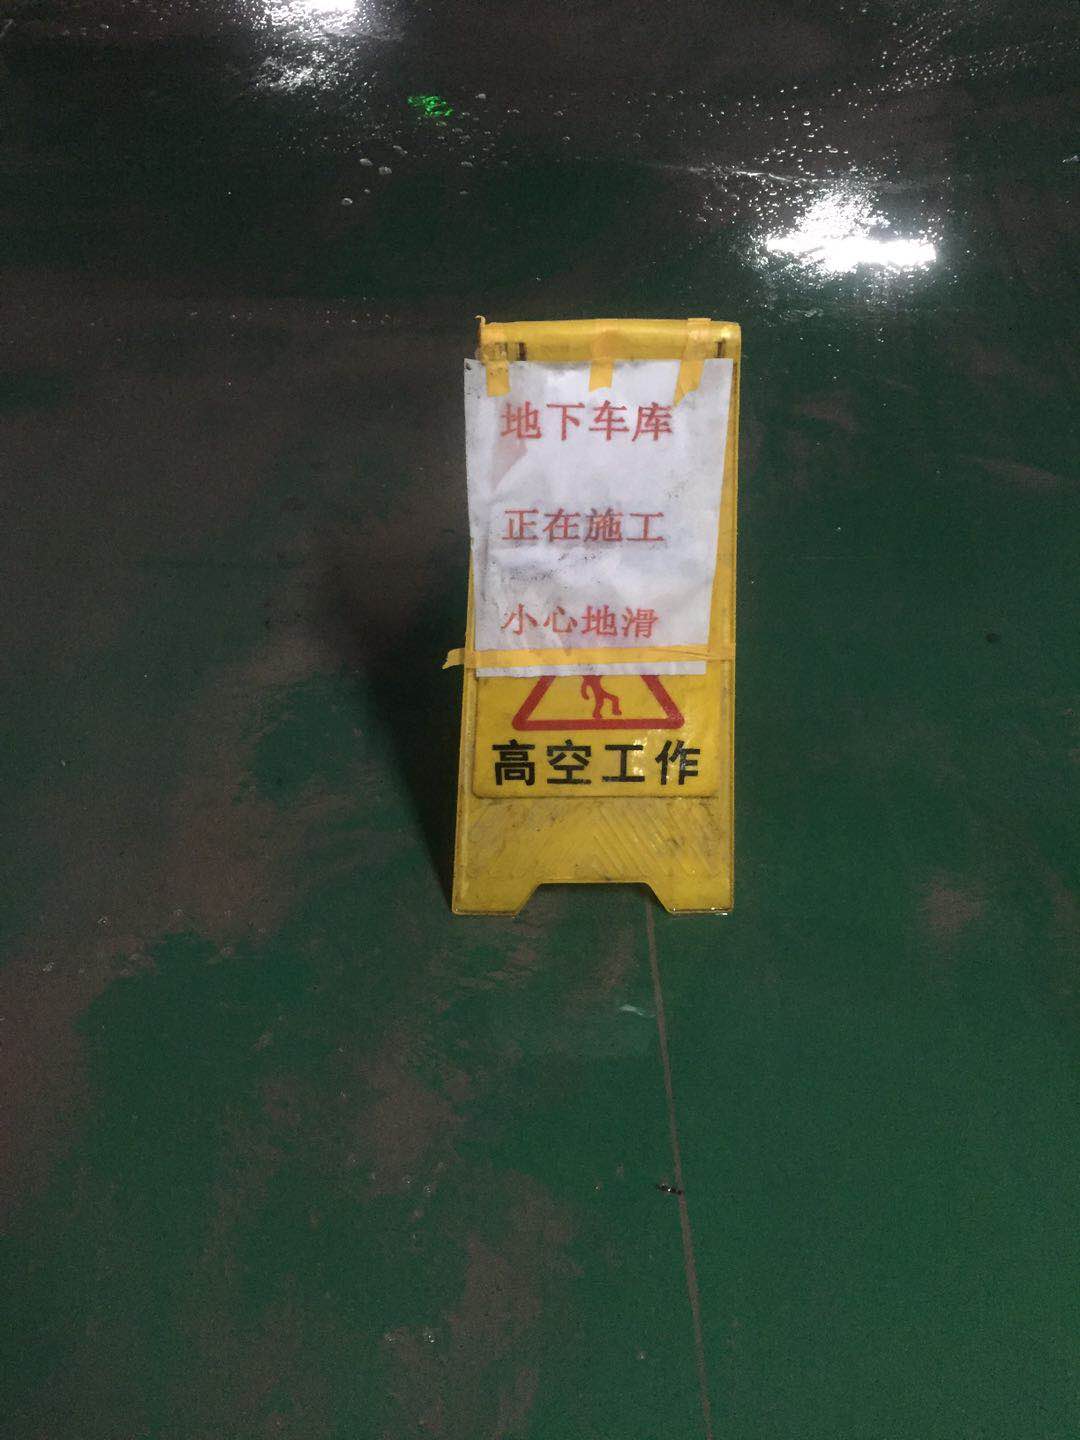 地下车库
正在施工
小心地滑
高空工作